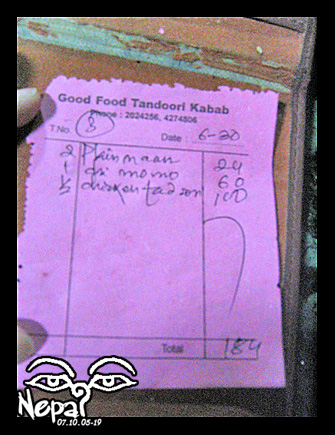 Good Food Tandoori Kabab
Phone : 2024256, 4274806
T.No. 3
Date : 6-20
2 Plain naan 24
1 momo 60
½ chicken tandoori 100
Total 184
Nepal
07.10.05-19